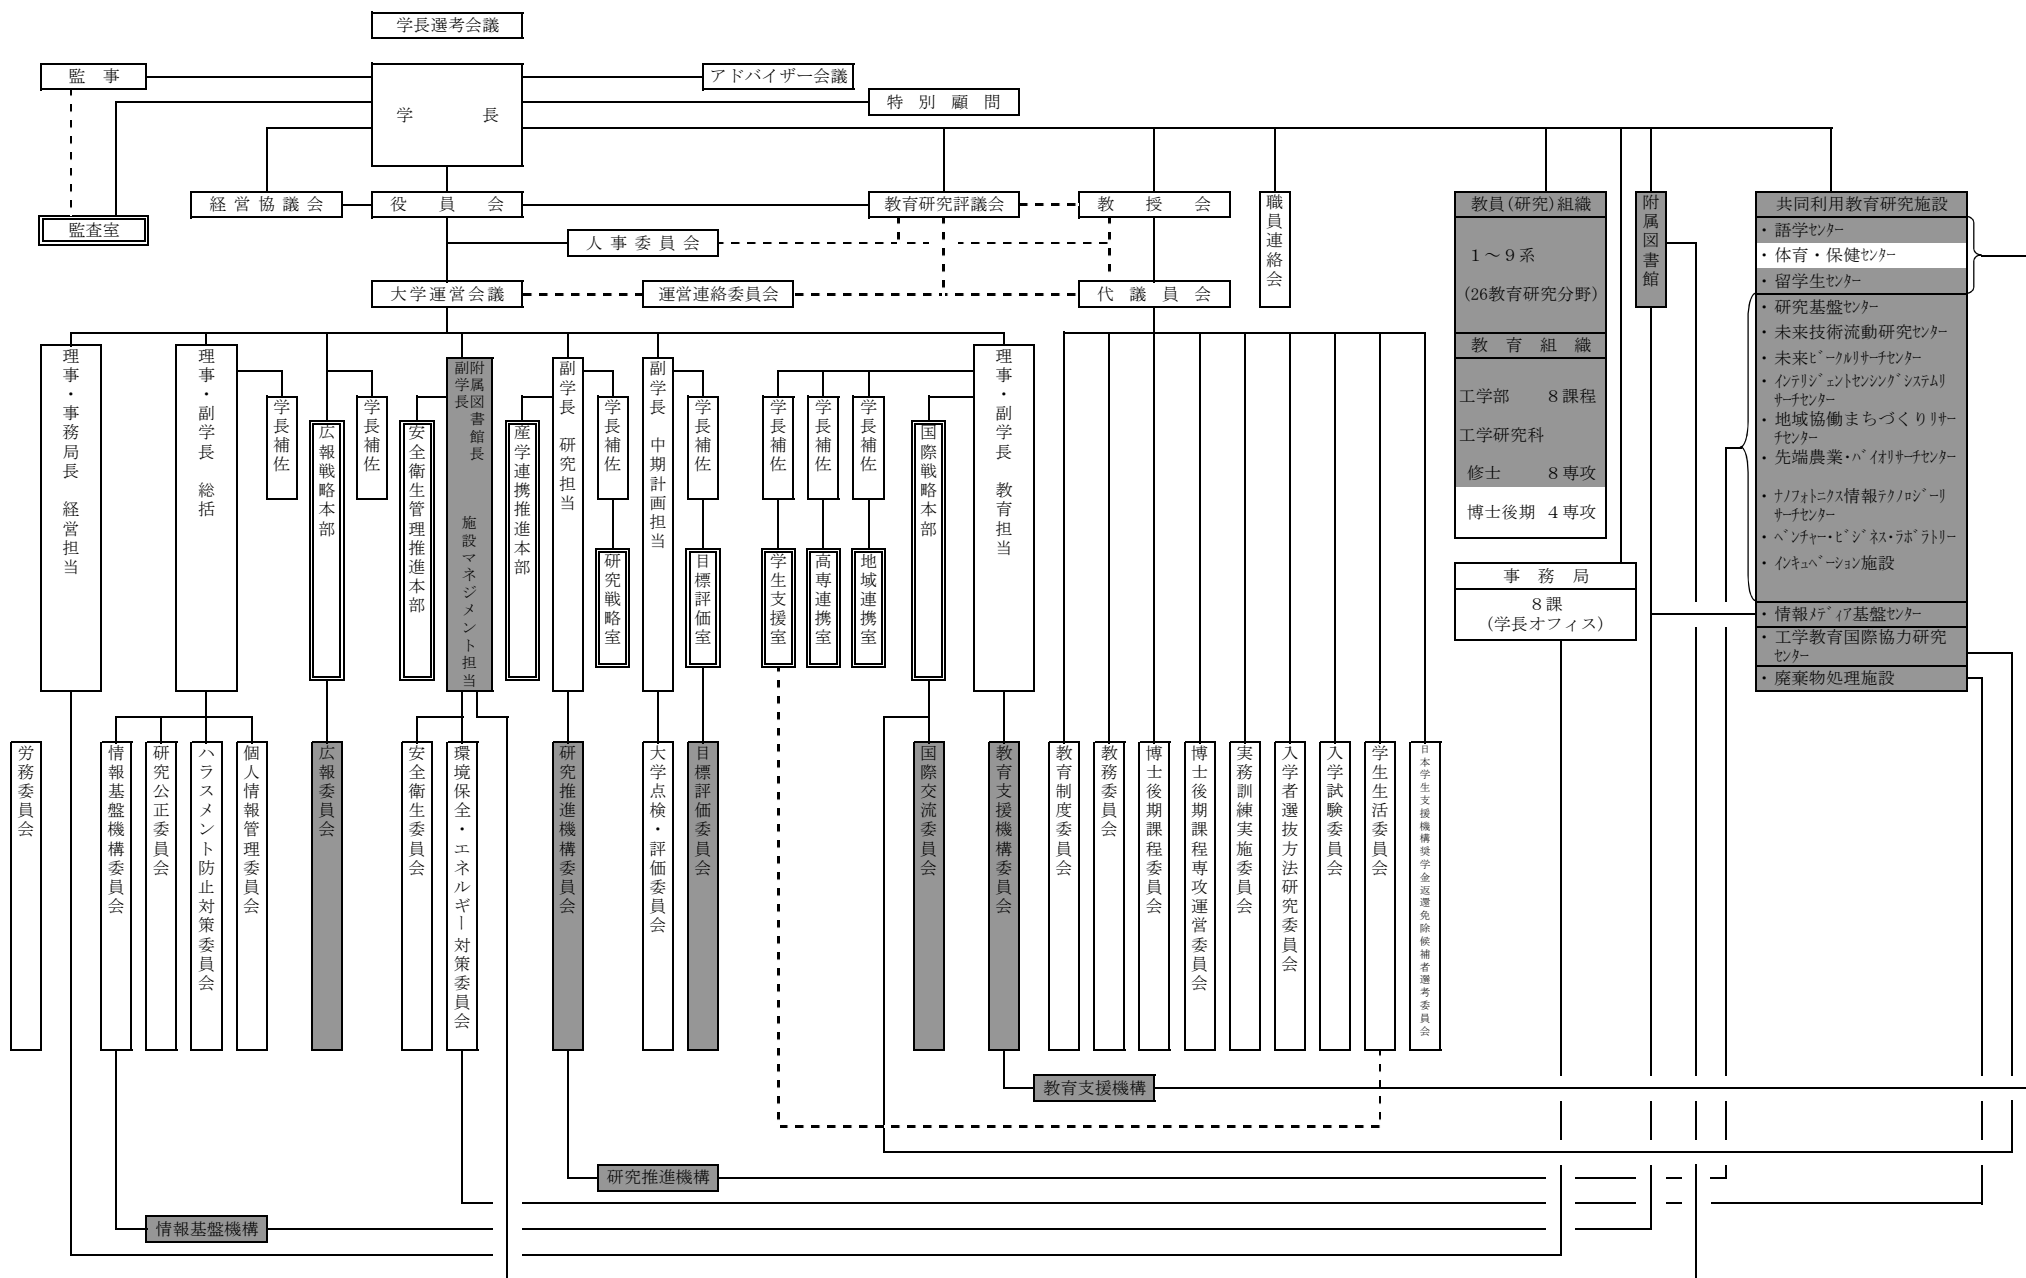 学長選考会議
監　事
アドバイザー会議
特　別　顧　問
学　　　長
経 営 協 議 会
役　員　会
教育研究評議会
教　授　会
職員連絡会
監査室
人 事 委 員 会
大学運営会議
運営連絡委員会
代　議　員　会
教員(研究)組織
１～９系
(26教育研究分野)
教　育　組　織
工学部　８課程
工学研究科
修士　８専攻
博士後期　４専攻
附属図書館
事　務　局
８課
(学長オフィス)
共同利用教育研究施設
・語学ｾﾝﾀｰ
・体育・保健ｾﾝﾀｰ
・留学生ｾﾝﾀｰ
・研究基盤ｾﾝﾀｰ
・未来技術流動研究ｾﾝﾀｰ
・未来ﾋﾞｰｸﾙﾘｻｰﾁｾﾝﾀｰ
・ｲﾝﾃﾘｼﾞｪﾝﾄｾﾝｼﾝｸﾞｼｽﾃﾑﾘ
ｻｰﾁｾﾝﾀｰ
・地域協働まちづくりﾘｻｰ
ﾁｾﾝﾀｰ
・先端農業・ﾊﾞｲｵﾘｻｰﾁｾﾝﾀｰ
・ﾅﾉﾌｫﾄﾆｸｽ情報ﾃｸﾉﾛｼﾞｰﾘ
ｻｰﾁｾﾝﾀｰ
・ﾍﾞﾝﾁｬｰ・ﾋﾞｼﾞﾈｽ・ﾗﾎﾞﾗﾄﾘｰ
・ｲﾝｷｭﾍﾞｰｼｮﾝ施設
・情報ﾒﾃﾞｨｱ基盤ｾﾝﾀｰ
・工学教育国際協力研究
ｾﾝﾀｰ
・廃棄物処理施設
理事・事務局長　経営担当
理事・副学長　総括
学長補佐
広報戦略本部
学長補佐
安全衛生管理推進本部
附属図書館長
副学長
施設マネジメント担当
産学連携推進本部
副学長　研究担当
学長補佐
研究戦略室
副学長　中期計画担当
学長補佐
目標評価室
学長補佐
学生支援室
学長補佐
高専連携室
学長補佐
地域連携室
国際戦略本部
理事・副学長　教育担当
労務委員会
情報基盤機構委員会
研究公正委員会
ハラスメント防止対策委員会
個人情報管理委員会
広報委員会
安全衛生委員会
環境保全・エネルギー対策委員会
研究推進機構委員会
大学点検・評価委員会
目標評価委員会
国際交流委員会
教育支援機構委員会
教育制度委員会
教務委員会
博士後期課程委員会
博士後期課程専攻運営委員会
実務訓練実施委員会
入学者選抜方法研究委員会
入学試験委員会
学生生活委員会
日本学生支援機構奨学金返還免除候補者選考委員会
教育支援機構
研究推進機構
情報基盤機構